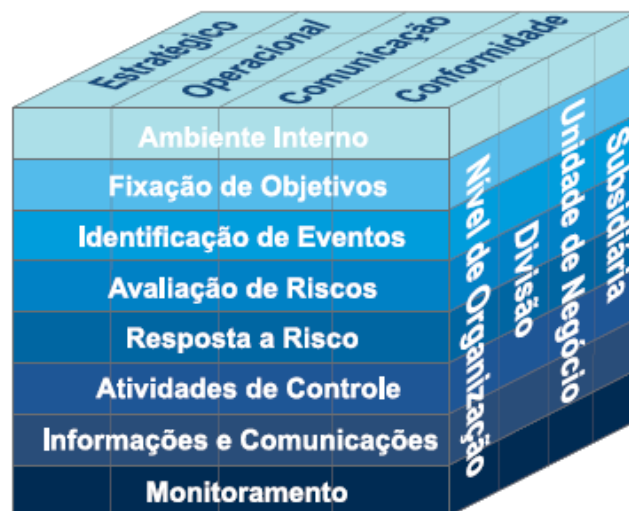 Estratégico
Operacional
Comunicação
Conformidade
Ambiente Interno
Fixação de Objetivos
Identificação de Eventos
Avaliação de Riscos
Resposta a Risco
Atividades de Controle
Informações e Comunicações
Monitoramento
Nível de Organização
Divisão
Unidade de Negócio
Subsidiária